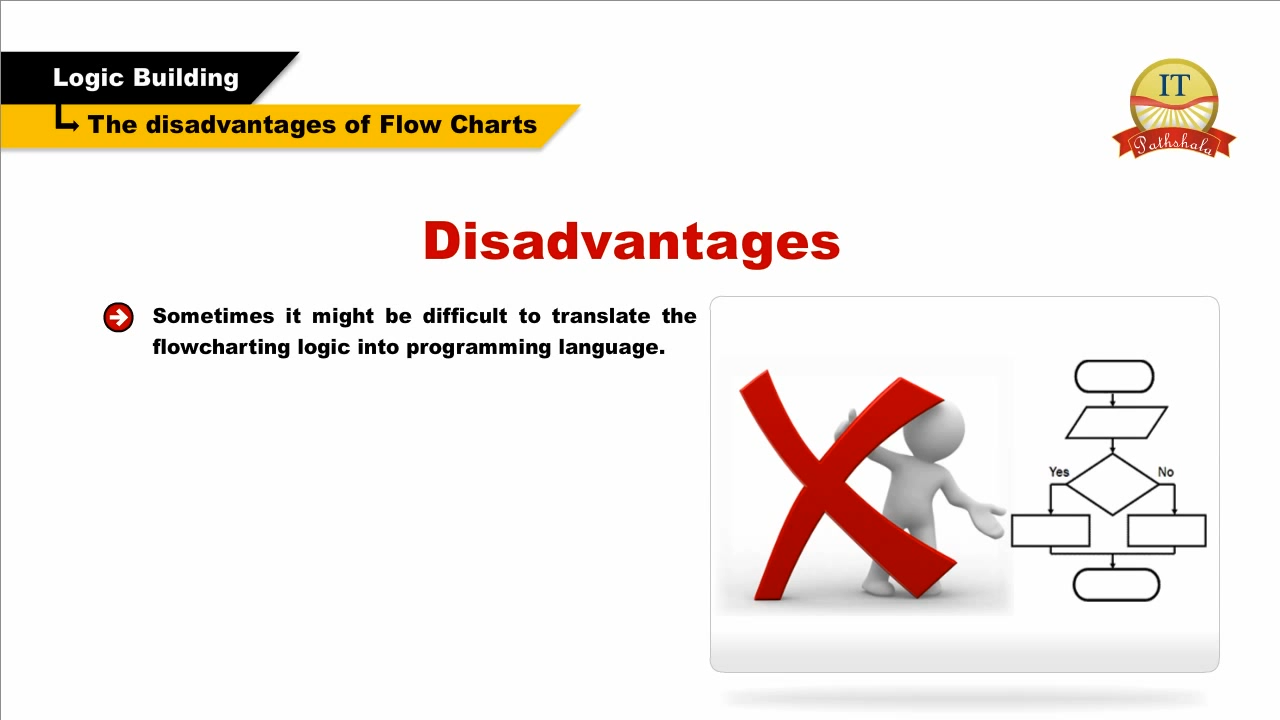 Logic Building
The disadvantages of Flow Charts
IT
Pathshala
Disadvantages
Sometimes it might be difficult to translate the
flowcharting logic into programming language.
Yes
No